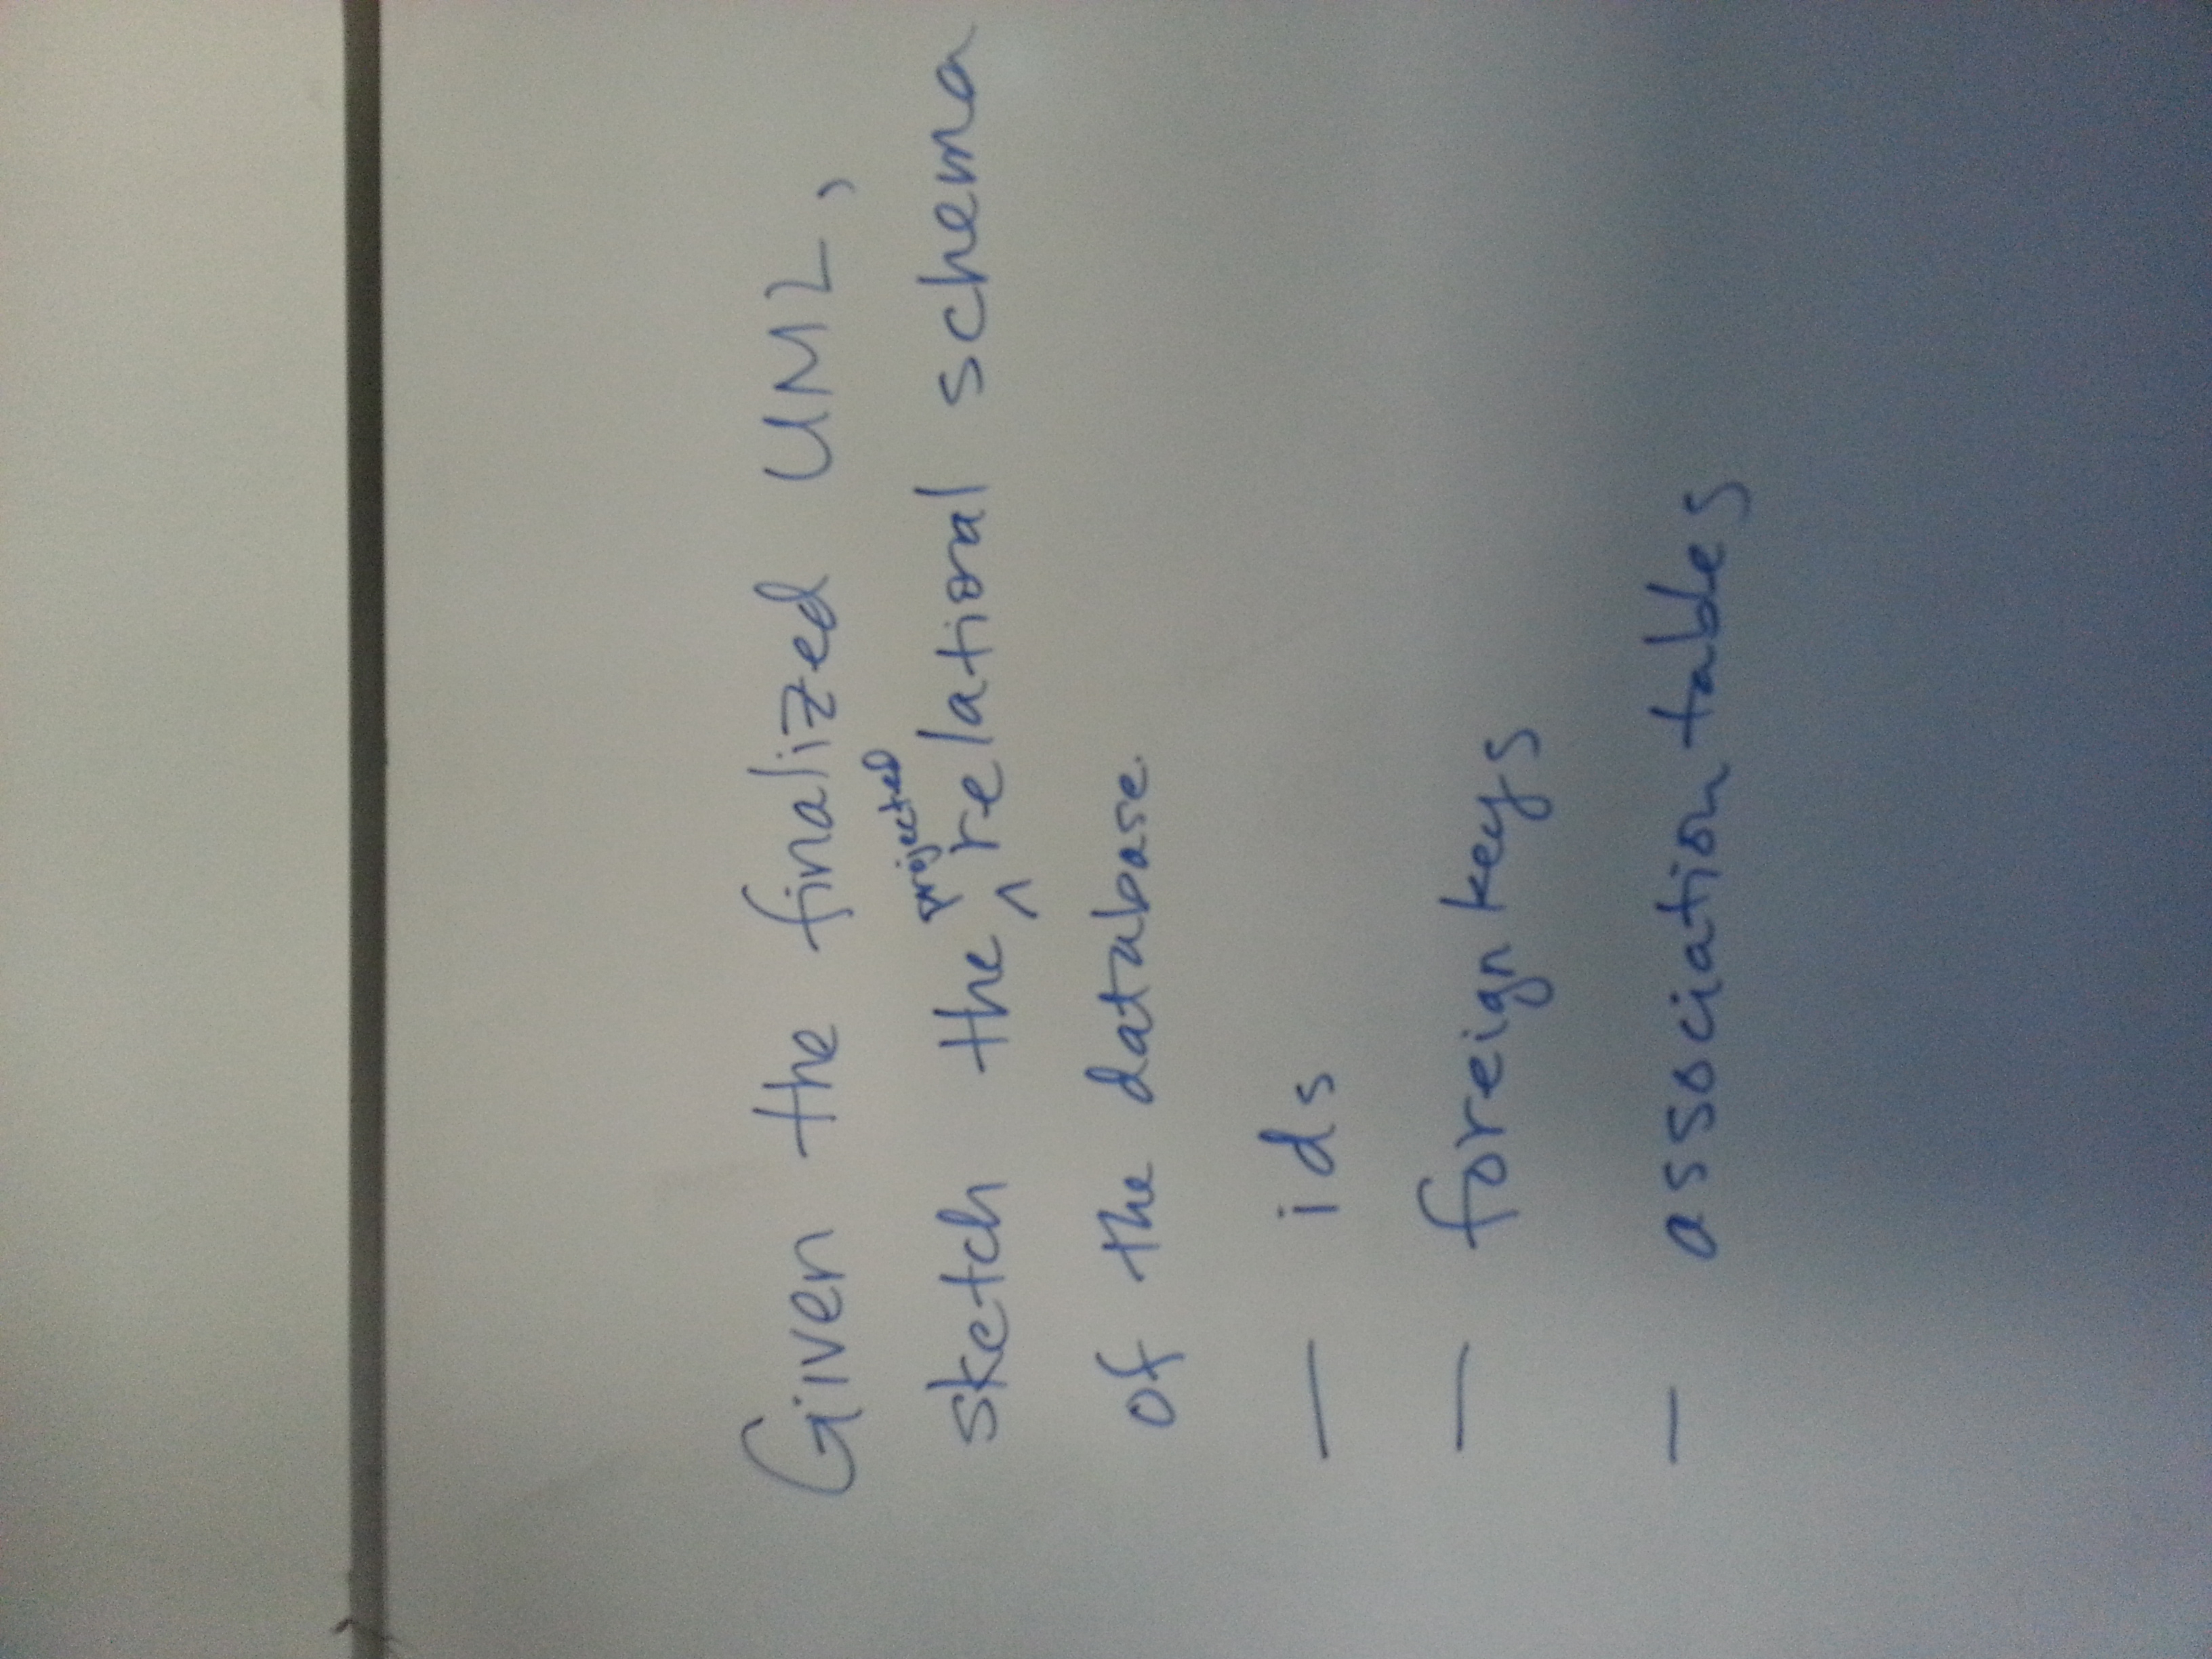 Given the finalized UML,
projected
sketch the ^ relational schema
of the database.
— ids
— foreign keys
— association tables